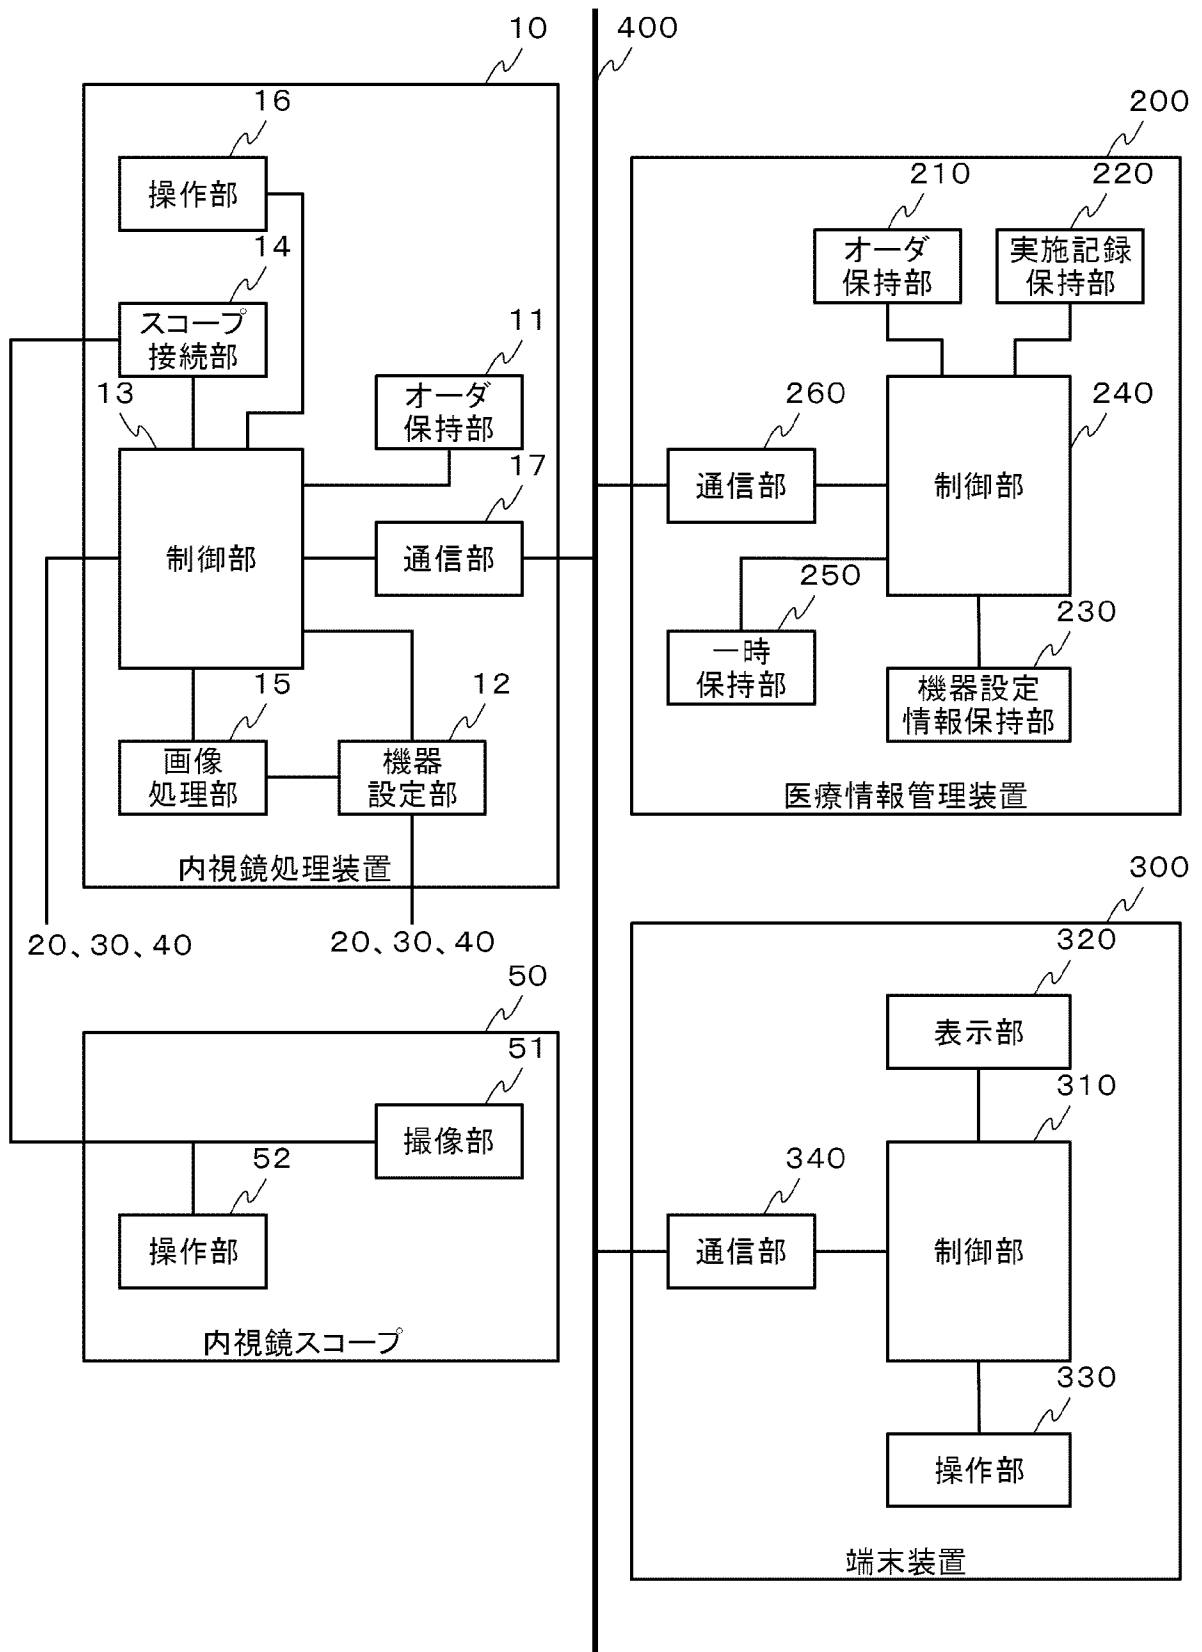 10
16
操作部
14
スコープ
接続部
11
オーダ
保持部
13
制御部
17
通信部
15
画像
処理部
12
機器
設定部
内視鏡処理装置
20、30、40
20、30、40
50
51
撮像部
52
操作部
内視鏡スコープ
400
200
210
オーダ
保持部
220
実施記録
保持部
260
通信部
240
制御部
250
一時
保持部
230
機器設定
情報保持部
医療情報管理装置
300
320
表示部
310
制御部
340
通信部
330
操作部
端末装置